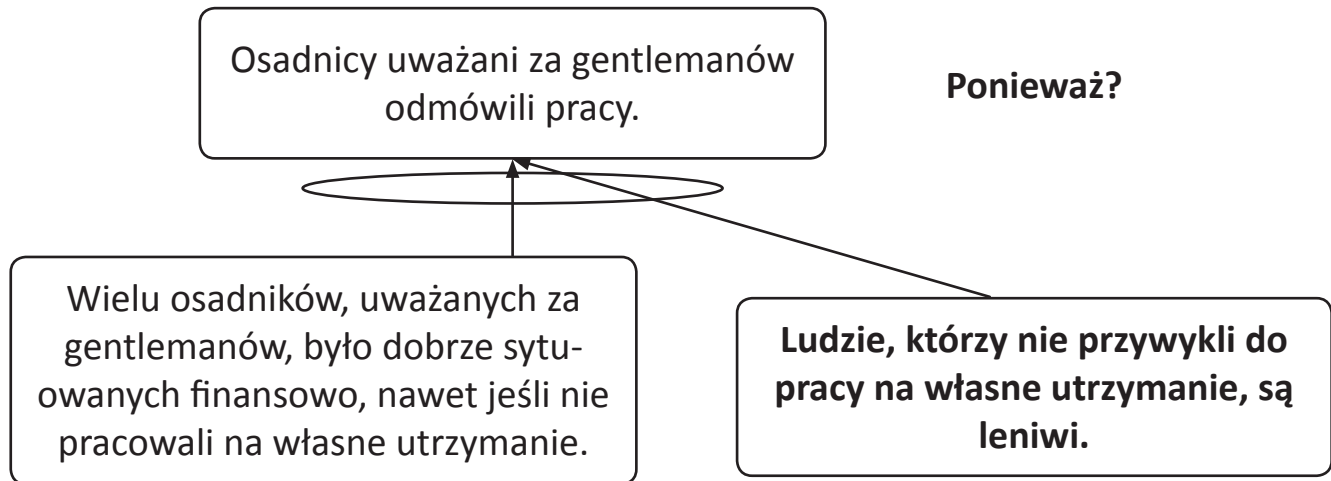 Osadnicy uważani za gentlemanów
odmówili pracy.
Ponieważ?
Wielu osadników, uważanych za
gentlemanów, było dobrze sytu-
owanych finansowo, nawet jeśli nie
pracowali na własne utrzymanie.
Ludzie, którzy nie przywykli do
pracy na własne utrzymanie, są
leniwi.